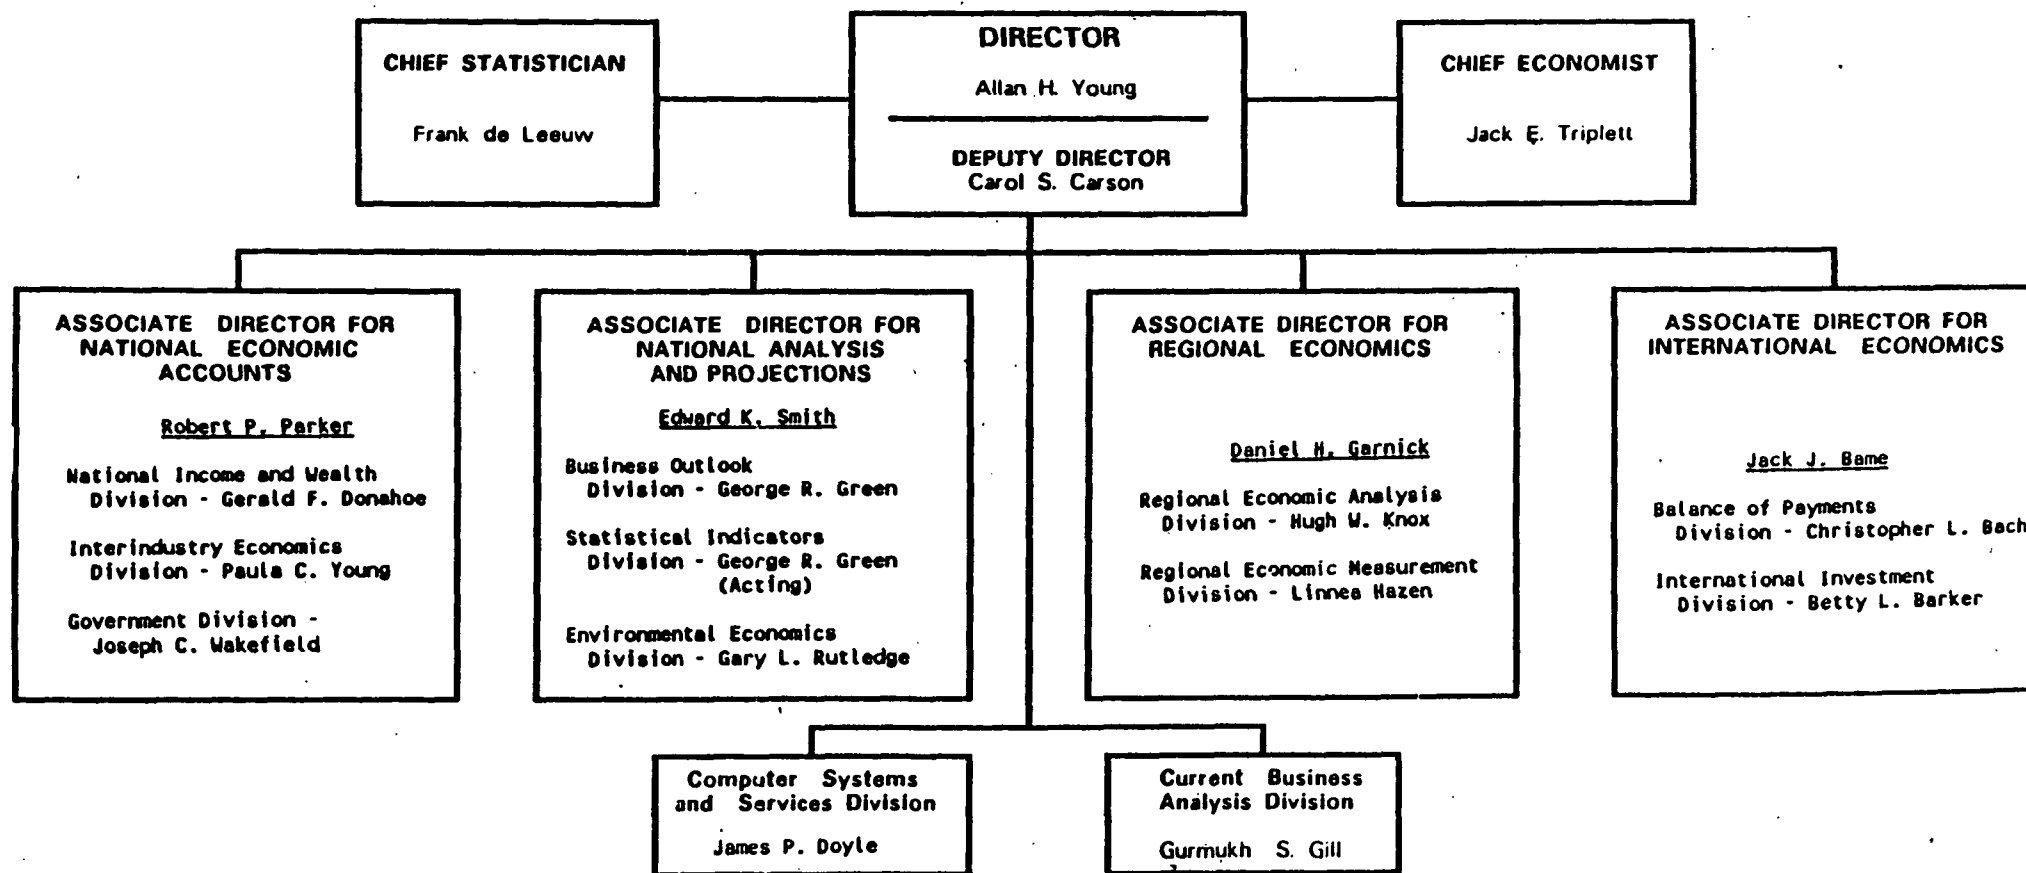 CHIEF STATISTICIAN
Frank de Leeuw
DIRECTOR
Allan H. Young
DEPUTY DIRECTOR
Carol S. Carson
CHIEF ECONOMIST
Jack E. Triplett
ASSOCIATE DIRECTOR FOR
NATIONAL ECONOMIC
ACCOUNTS
Robert P. Parker
National Income and Wealth
Division - Gerald F. Donahoe
Interindustry Economics
Division - Paula C. Young
Government Division -
Joseph C. Wakefield
ASSOCIATE DIRECTOR FOR
NATIONAL ANALYSIS
AND PROJECTIONS
Edward K. Smith
Business Outlook
Division - George R. Green
Statistical Indicators
Division - George R. Green
(Acting)
Environmental Economics
Division - Gary L. Rutledge
ASSOCIATE DIRECTOR FOR
REGIONAL ECONOMICS
Daniel H. Garnick
Regional Economic Analysis
Division - Hugh W. Knox
Regional Economic Measurement
Division - Linnea Hazen
ASSOCIATE DIRECTOR FOR
INTERNATIONAL ECONOMICS
Jack J. Bame
Balance of Payments
Division - Christopher L. Bach
International Investment
Division - Betty L. Barker
Computer Systems
and Services Division
James P. Doyle
Current Business
Analysis Division
Gurmukh S. Gill